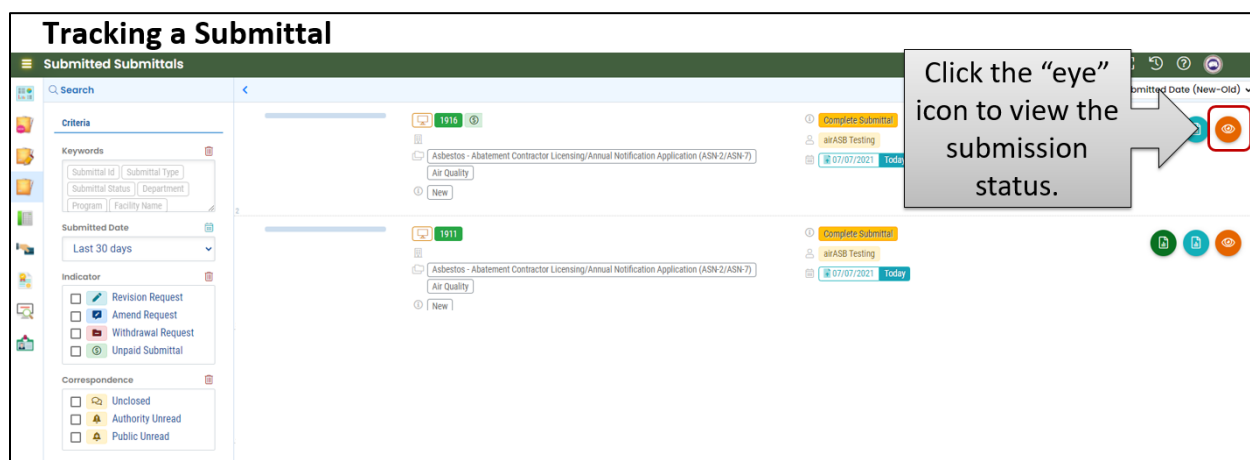 Tracking a Submittal
Submitted Submittals
Search
Criteria
Keywords
Submittal Id Submittal Type
Submittal Status Department
Program Facility Name
Submitted Date
Last 30 days
Indicator
Revision Request
Amend Request
Withdrawal Request
Unpaid Submittal
Correspondence
Unclosed
Authority Unread
Public Unread
2
1916
Asbestos - Abatement Contractor Licensing/Annual Notification Application (ASN-2/ASN-7)
Air Quality
New
Complete Submittal
airASB Testing
07/07/2021 Today
1911
Asbestos - Abatement Contractor Licensing/Annual Notification Application (ASN-2/ASN-7)
Air Quality
New
Complete Submittal
airASB Testing
07/07/2021 Today
Date (New-Old)
Click the “eye”
icon to view the
submission
status.